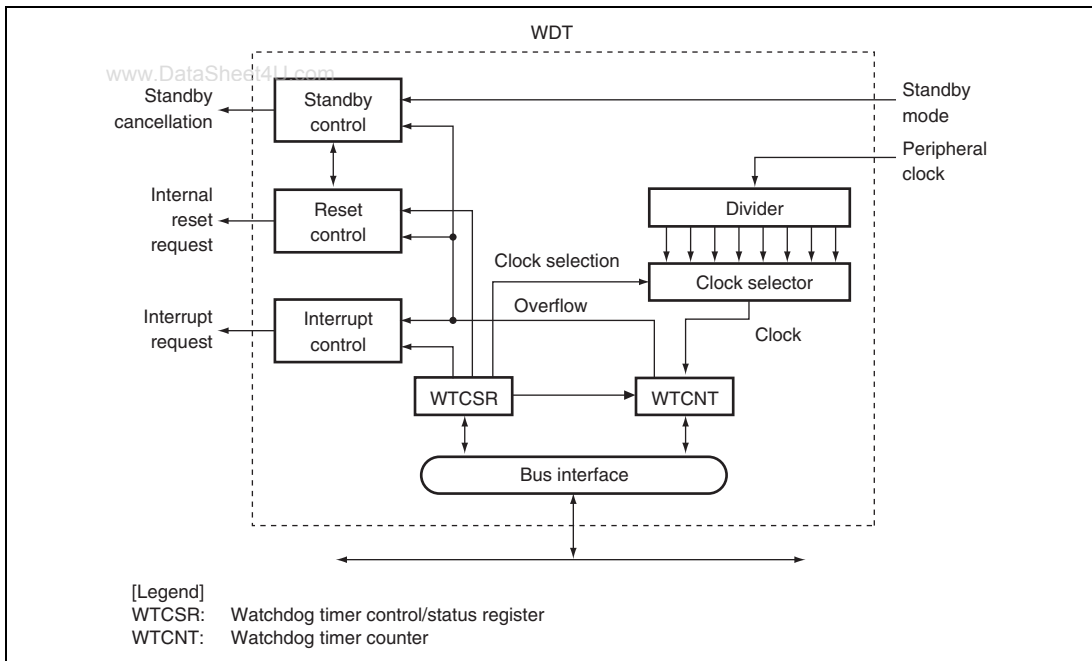 WDT
www.DataSheet4U.com
Standby
cancellation
Standby
control
Standby
mode
Peripheral
clock
Internal
reset
request
Reset
control
Divider
Clock selection
Clock selector
Overflow
Clock
Interrupt
request
Interrupt
control
WTCSR
WTCNT
Bus interface
[Legend]
WTCSR: Watchdog timer control/status register
WTCNT: Watchdog timer counter